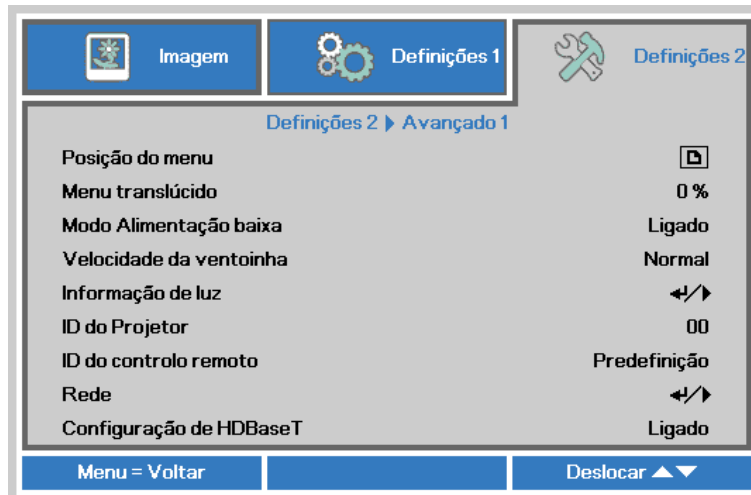 Imagem
Definições 1
Definições 2
Definições 2 Avançado 1
Posição do menu
Menu translúcido 0 %
Modo Alimentação baixa Ligado
Velocidade da ventoinha Normal
Informação de luz
ID do Projetor 00
ID do controlo remoto Predefinição
Rede
Configuração de HDBaseT Ligado
Menu = Voltar
Deslocar